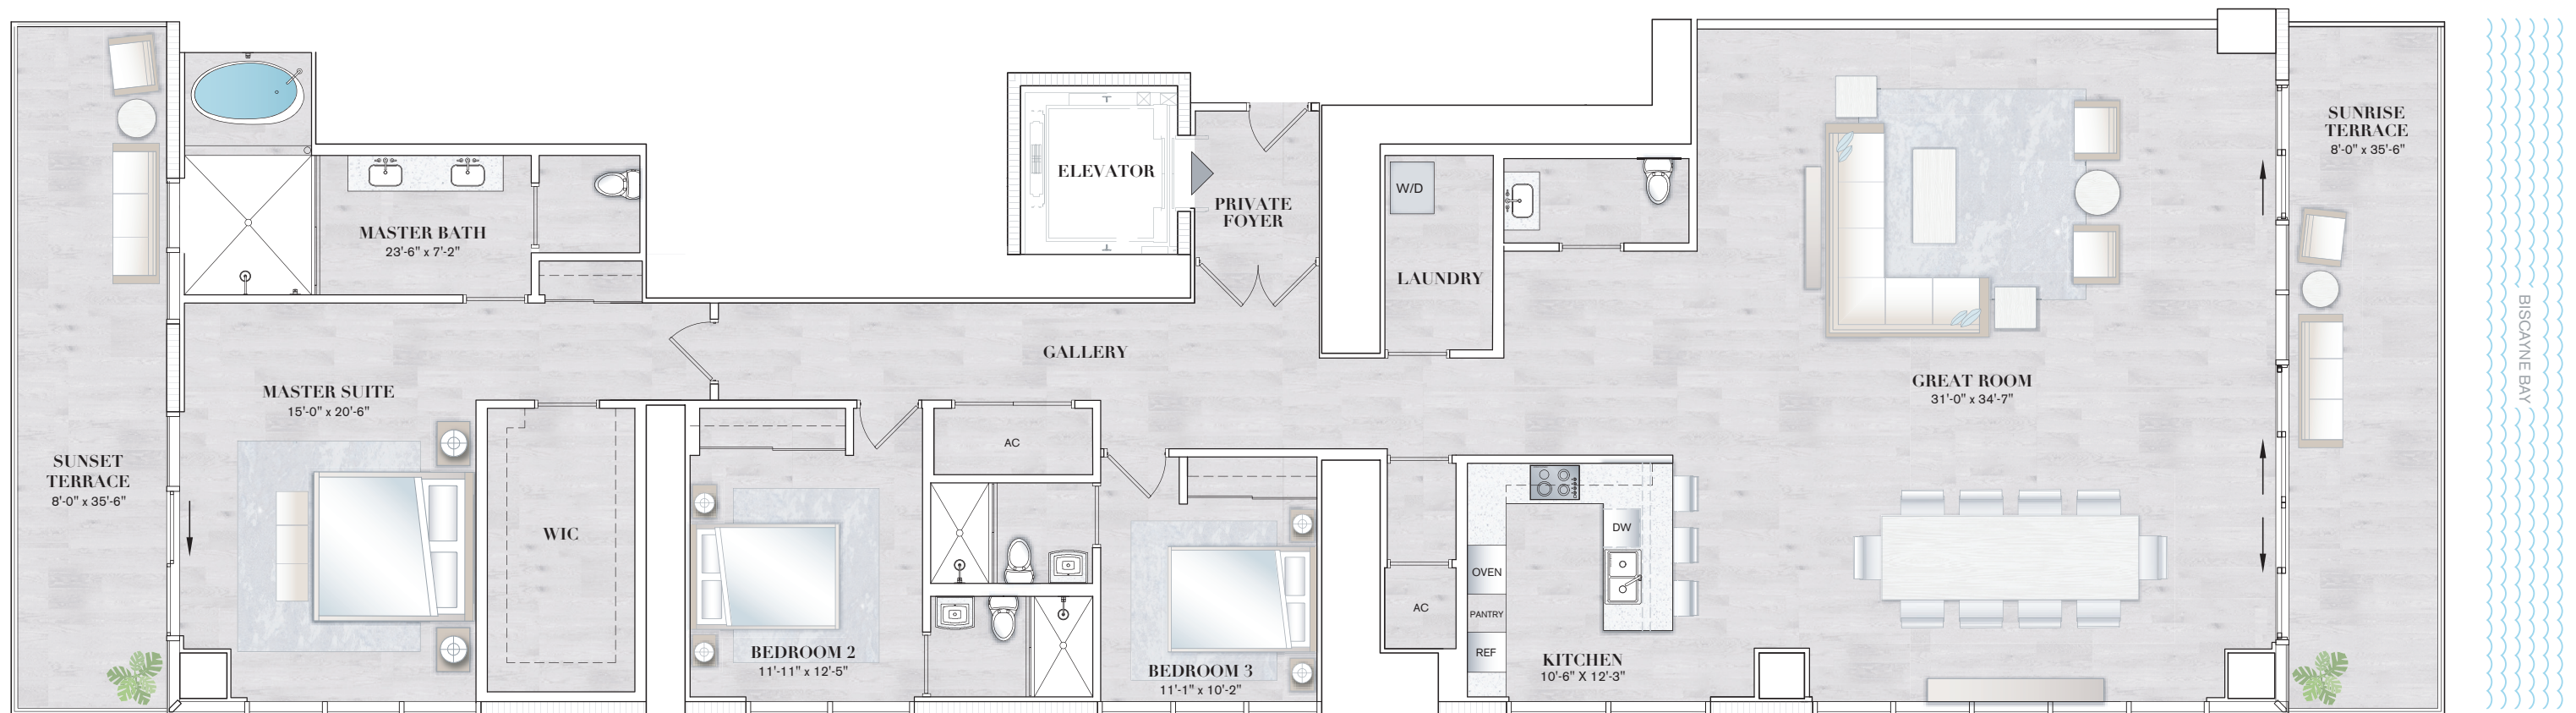 SUNSET
TERRACE
8'-0" x 35'-6"
MASTER BATH
23'-6" x 7'-2"
MASTER SUITE
15'-0" x 20'-6"
WIC
ELEVATOR
PRIVATE
FOYER
GALLERY
AC
BEDROOM 2
11'-11" x 12'-5"
BEDROOM 3
11'-1" x 10'-2"
W/D
LAUNDRY
AC
OVEN
PANTRY
REF
DW
KITCHEN
10'-6" X 12'-3"
GREAT ROOM
31'-0" x 34'-7"
SUNRISE
TERRACE
8'-0" x 35'-6"
BISCAYNE BAY